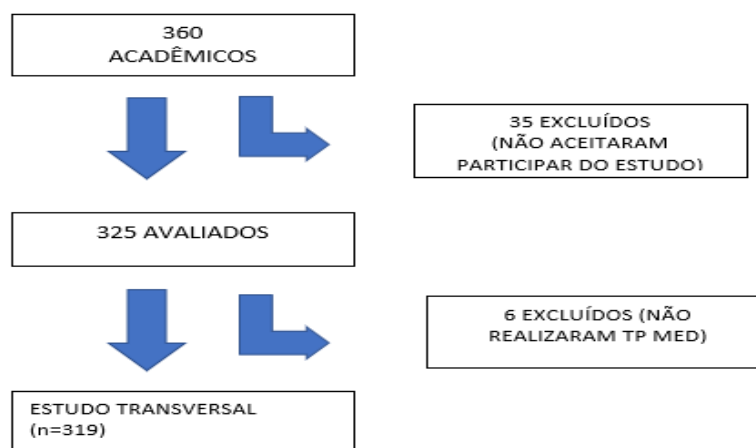 360
ACADÊMICOS
35 EXCLUÍDOS
(NÃO ACEITARAM
PARTICIPAR DO ESTUDO)
325 AVALIADOS
6 EXCLUÍDOS (NÃO
REALIZARAM TP MED)
ESTUDO TRANSVERSAL
(n=319)